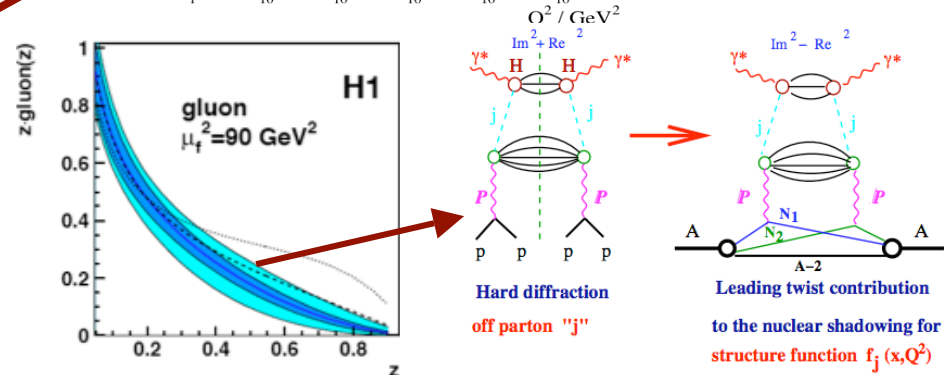 Q² / GeV²
z·gluon(z)
1
0.8
0.6
0.4
0.2
0
0.2
0.4
0.6
0.8
z
H1
gluon
μ_f²=90 GeV²
Im² + Re²
γ*
H
H
γ*
j
j
P
P
p
p
p
p
Hard diffraction
off parton "j"
Im² – Re²
γ*
γ*
j
j
P
P
N₁
N₂
A
A
A–2
Leading twist contribution
to the nuclear shadowing for
structure function f_j (x,Q²)